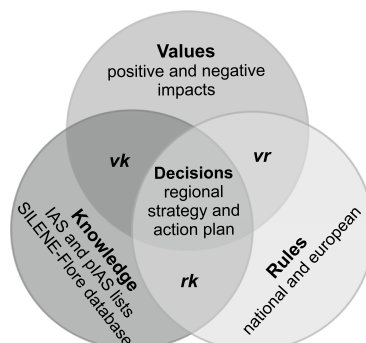 Values
positive and negative
impacts
vk
vr
Decisions
regional
strategy and
action plan
Knowledge
IAS and pIAS lists
SILENE-Flore database
rk
Rules
national and european